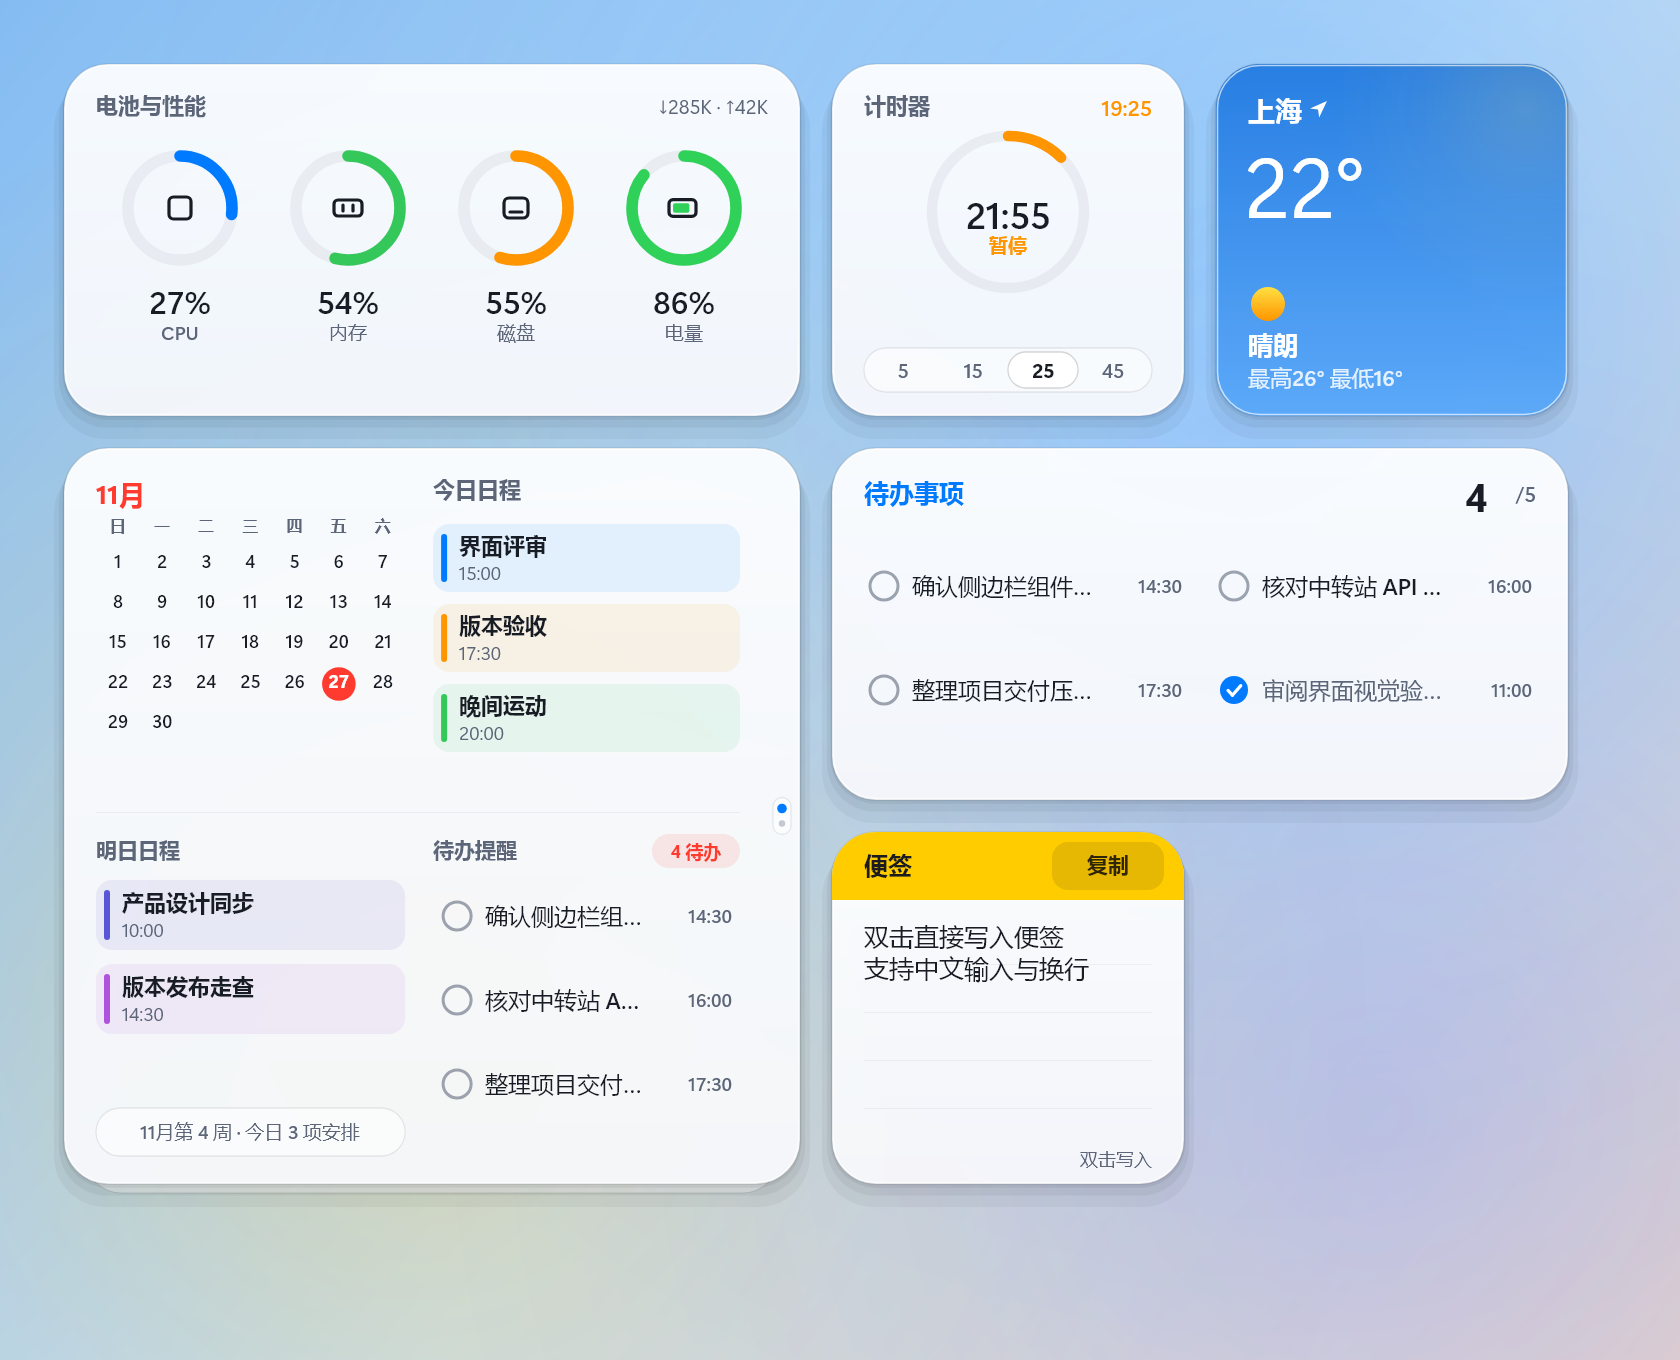 电池与性能
↓285K · ↑42K
27%
54%
55%
86%
CPU
内存
磁盘
电量
计时器
19:25
21:55
暂停
5 15 25 45
上海
22°
晴朗
最高26° 最低16°
11月
日 一 二 三 四 五 六
1 2 3 4 5 6 7
8 9 10 11 12 13 14
15 16 17 18 19 20 21
22 23 24 25 26 27 28
29 30
今日日程
界面评审
15:00
版本验收
17:30
晚间运动
20:00
明日日程
产品设计同步
10:00
版本发布走查
14:30
11月第 4 周 · 今日 3 项安排
待办提醒
4 待办
确认侧边栏组... 14:30
核对中转站 A... 16:00
整理项目交付... 17:30
待办事项
4 /5
确认侧边栏组件... 14:30
核对中转站 API ... 16:00
整理项目交付压... 17:30
审阅界面视觉验... 11:00
便签
复制
双击直接写入便签
支持中文输入与换行
双击写入